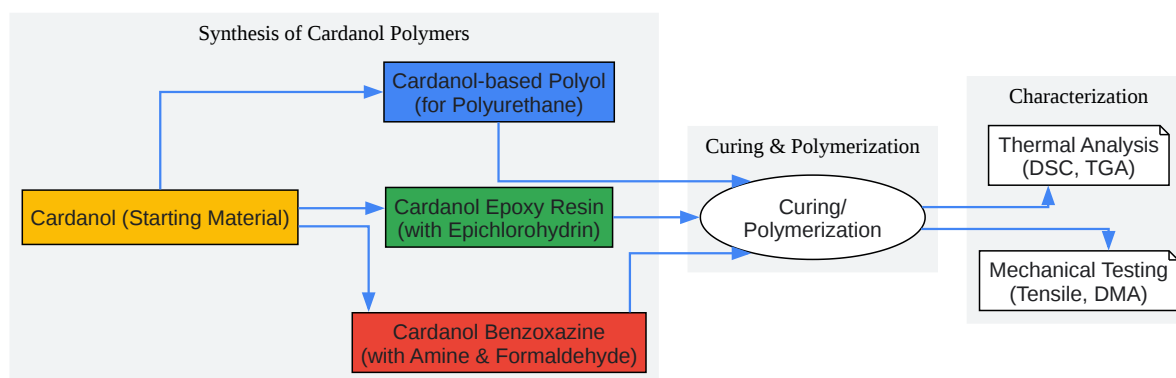 Synthesis of Cardanol Polymers
Cardanol (Starting Material)
Cardanol-based Polyol
(for Polyurethane)
Cardanol Epoxy Resin
(with Epichlorohydrin)
Cardanol Benzoxazine
(with Amine & Formaldehyde)
Curing & Polymerization
Curing/
Polymerization
Characterization
Thermal Analysis
(DSC, TGA)
Mechanical Testing
(Tensile, DMA)